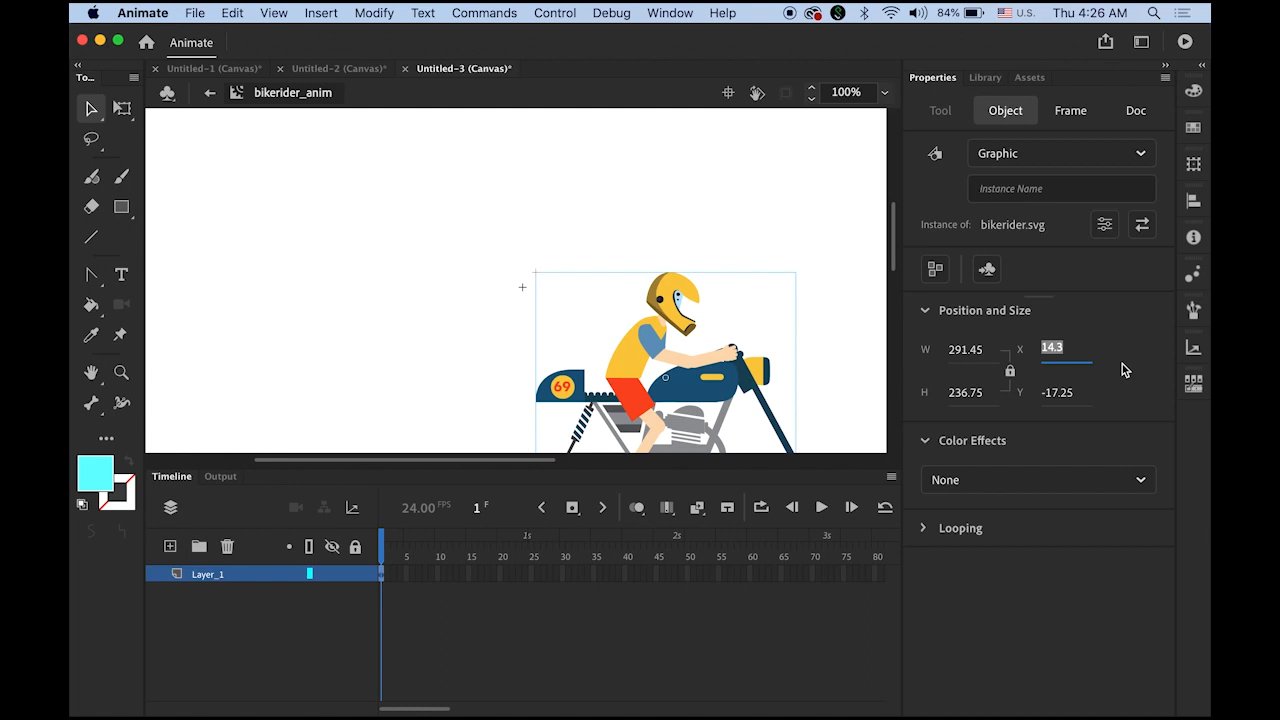 Animate File Edit View Insert Modify Text Commands Control Debug Window Help 84% U.S. Thu 4:26 AM
Animate
Untitled-1 (Canvas)* Untitled-2 (Canvas)* Untitled-3 (Canvas)*
To... Properties Library Assets
bikerider_anim 100%
Tool Object Frame Doc
Graphic
Instance Name
Instance of: bikerider.svg
Position and Size
W 291.45 X 14.3
H 236.75 Y -17.25
69
Color Effects
None
Looping
Timeline Output
24.00 FPS 1 F
1s 2s 3s
5 10 15 20 25 30 35 40 45 50 55 60 65 70 75 80
Layer_1